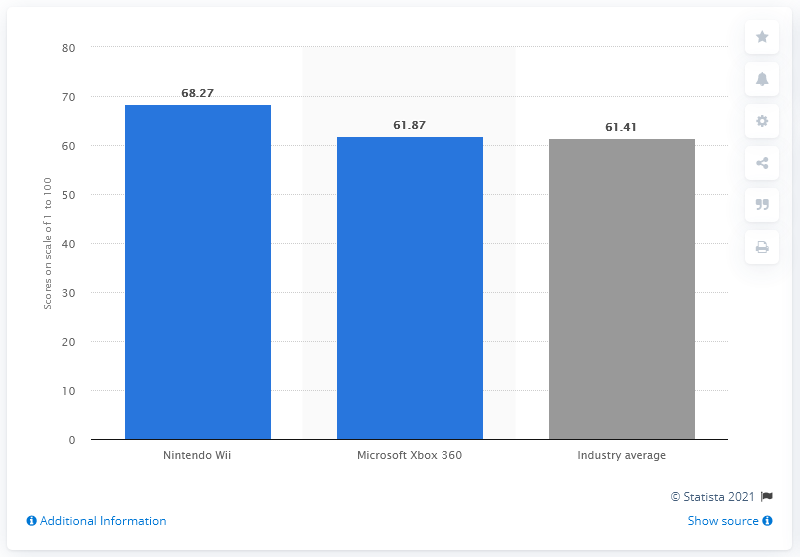 80
70
60
50
40
30
20
10
0
Scores on scale of 1 to 100
68.27
61.87
61.41
Nintendo Wii
Microsoft Xbox 360
Industry average
© Statista 2021
Additional Information
Show source